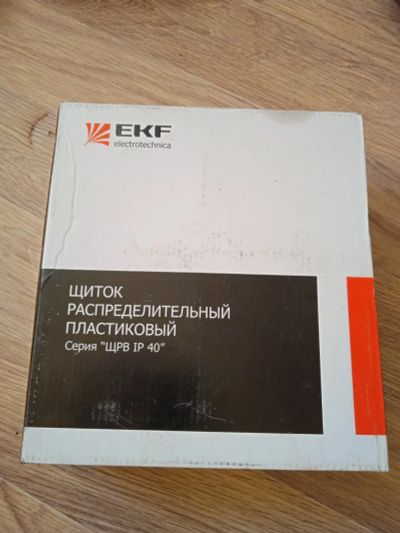 EKF
electrotechnica
ЩИТОК
РАСПРЕДЕЛИТЕЛЬНЫЙ
ПЛАСТИКОВЫЙ
Серия "ЩРВ IP 40"